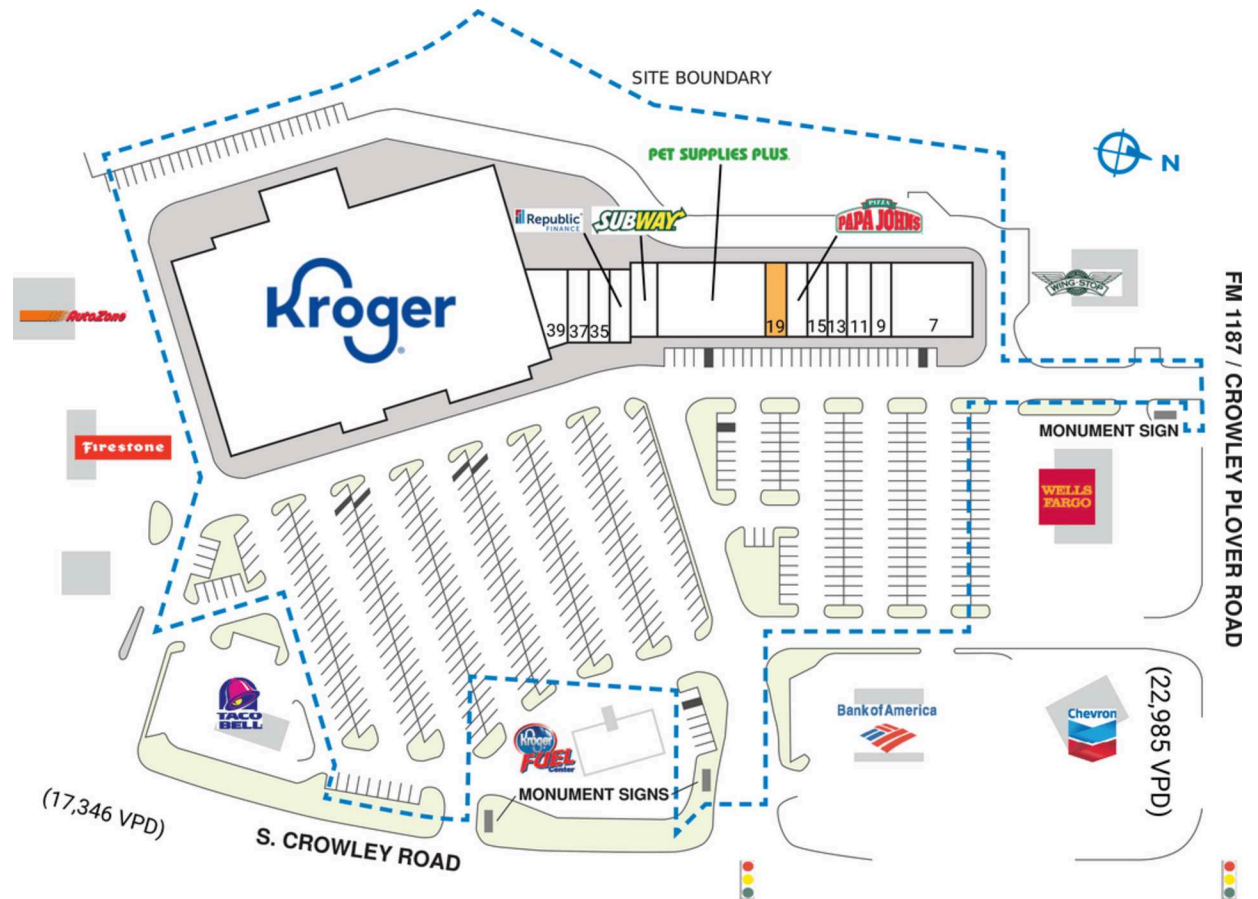 SITE BOUNDARY
PET SUPPLIES PLUS.
N
Republic
FINANCE
SUBWAY
PIZZA
PAPA JOHNS
WING·STOP
Kroger
39
37
35
19
15
13
11
9
7
AutoZone
Firestone
MONUMENT SIGN
WELLS
FARGO
FM 1187 / CROWLEY PLOVER ROAD
(22,985 VPD)
TACO
BELL
Kroger
FUEL
Center
Bank of America
Chevron
MONUMENT SIGNS
(17,346 VPD)
S. CROWLEY ROAD